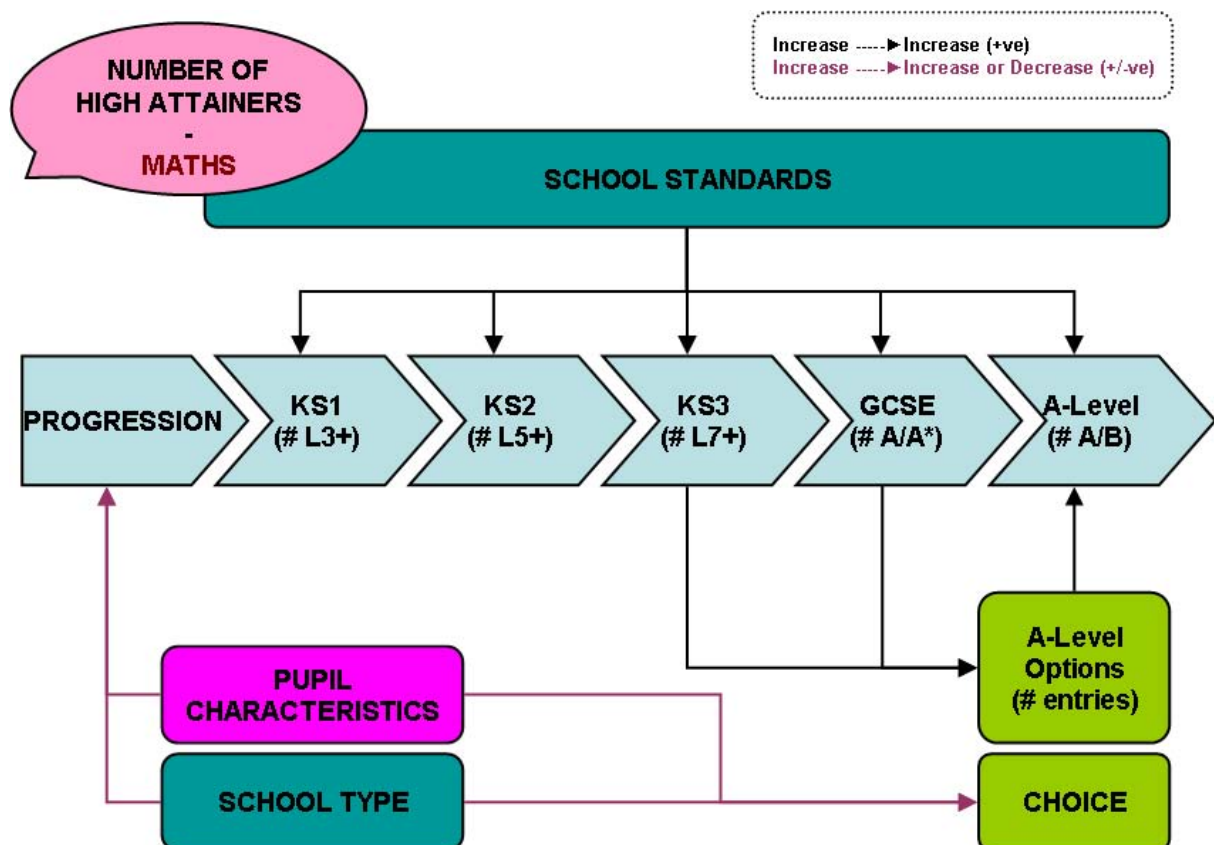 NUMBER OF
HIGH ATTAINERS
-
MATHS
Increase -----► Increase (+ve)
Increase -----► Increase or Decrease (+/-ve)
SCHOOL STANDARDS
PROGRESSION
KS1
(# L3+)
KS2
(# L5+)
KS3
(# L7+)
GCSE
(# A/A*)
A-Level
(# A/B)
A-Level
Options
(# entries)
PUPIL
CHARACTERISTICS
SCHOOL TYPE
CHOICE